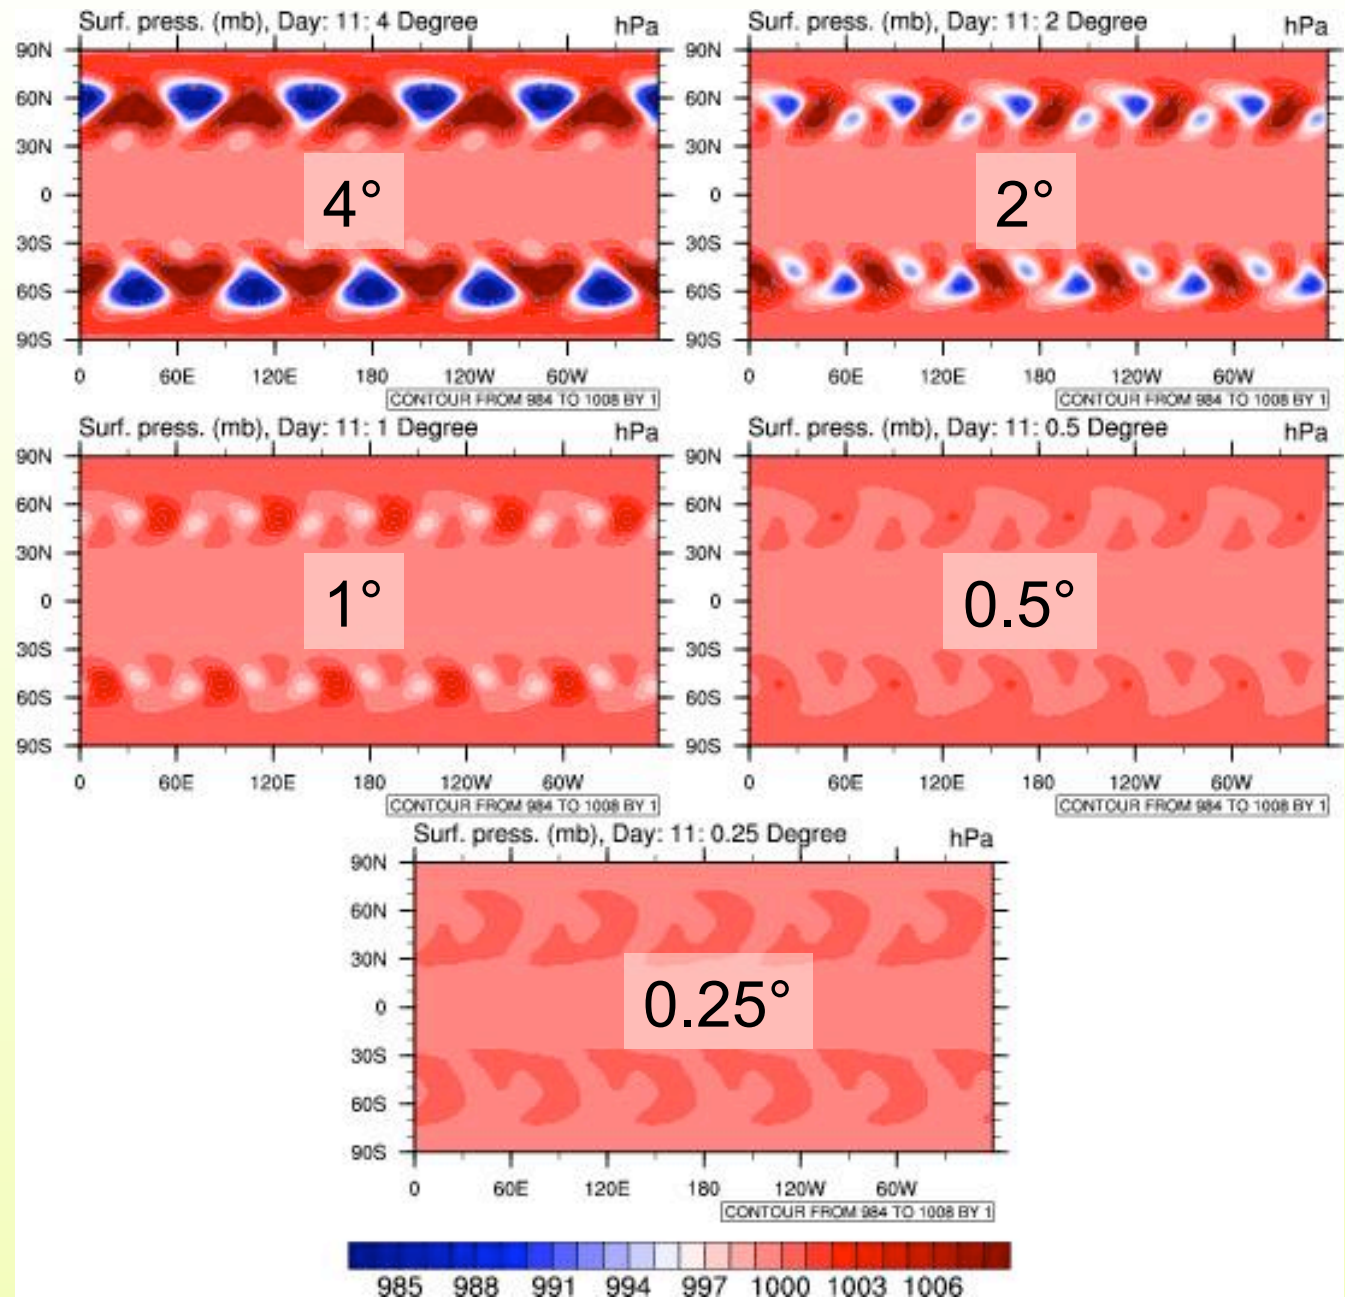 Surf. press. (mb), Day: 11: 4 Degree hPa
90N
60N
30N
0
30S
60S
90S
4°
0 60E 120E 180 120W 60W
CONTOUR FROM 984 TO 1008 BY 1
Surf. press. (mb), Day: 11: 2 Degree hPa
90N
60N
30N
0
30S
60S
90S
2°
0 60E 120E 180 120W 60W
CONTOUR FROM 984 TO 1008 BY 1
Surf. press. (mb), Day: 11: 1 Degree hPa
90N
60N
30N
0
30S
60S
90S
1°
0 60E 120E 180 120W 60W
CONTOUR FROM 984 TO 1008 BY 1
Surf. press. (mb), Day: 11: 0.5 Degree hPa
90N
60N
30N
0
30S
60S
90S
0.5°
0 60E 120E 180 120W 60W
CONTOUR FROM 984 TO 1008 BY 1
Surf. press. (mb), Day: 11: 0.25 Degree hPa
90N
60N
30N
0
30S
60S
90S
0.25°
0 60E 120E 180 120W 60W
CONTOUR FROM 984 TO 1008 BY 1
985 988 991 994 997 1000 1003 1006